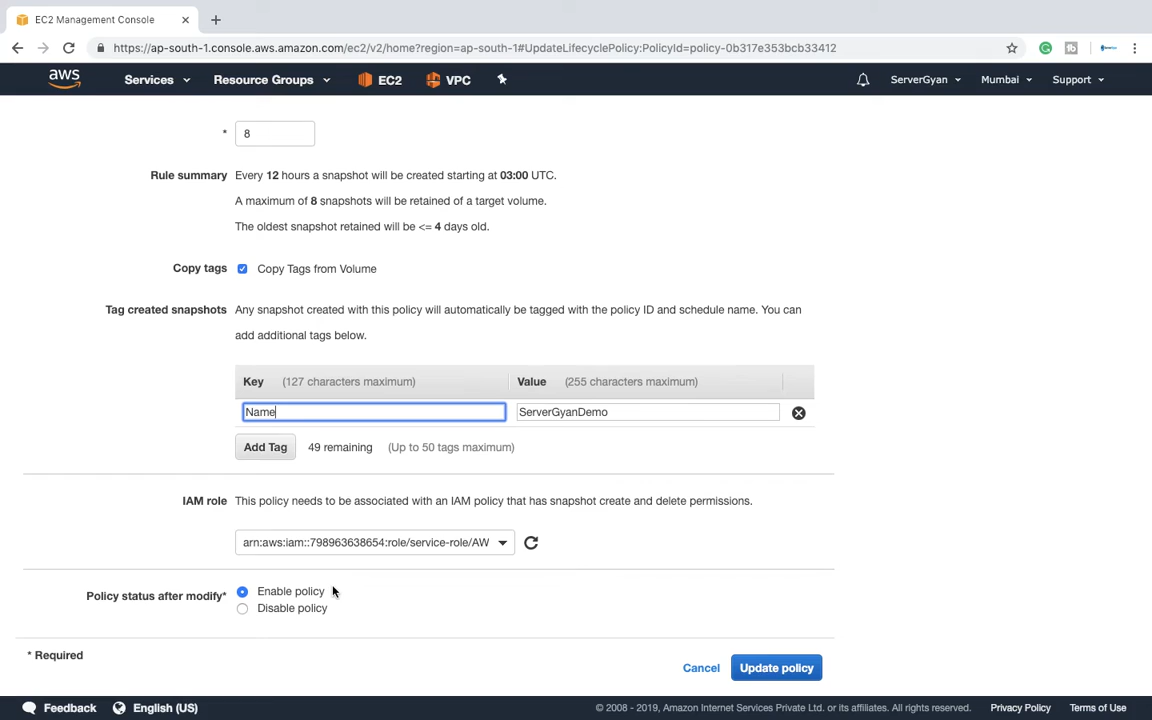 EC2 Management Console
https://ap-south-1.console.aws.amazon.com/ec2/v2/home?region=ap-south-1#UpdateLifecyclePolicy:PolicyId=policy-0b317e353bcb33412
aws Services Resource Groups EC2 VPC ServerGyan Mumbai Support
* 8
Rule summary Every 12 hours a snapshot will be created starting at 03:00 UTC.
A maximum of 8 snapshots will be retained of a target volume.
The oldest snapshot retained will be <= 4 days old.
Copy tags Copy Tags from Volume
Tag created snapshots Any snapshot created with this policy will automatically be tagged with the policy ID and schedule name. You can
add additional tags below.
Key (127 characters maximum) Value (255 characters maximum)
Name ServerGyanDemo
Add Tag 49 remaining (Up to 50 tags maximum)
IAM role This policy needs to be associated with an IAM policy that has snapshot create and delete permissions.
arn:aws:iam::798963638654:role/service-role/AW
Policy status after modify* Enable policy
Disable policy
* Required
Cancel Update policy
Feedback English (US) © 2008 - 2019, Amazon Internet Services Private Ltd. or its affiliates. All rights reserved. Privacy Policy Terms of Use